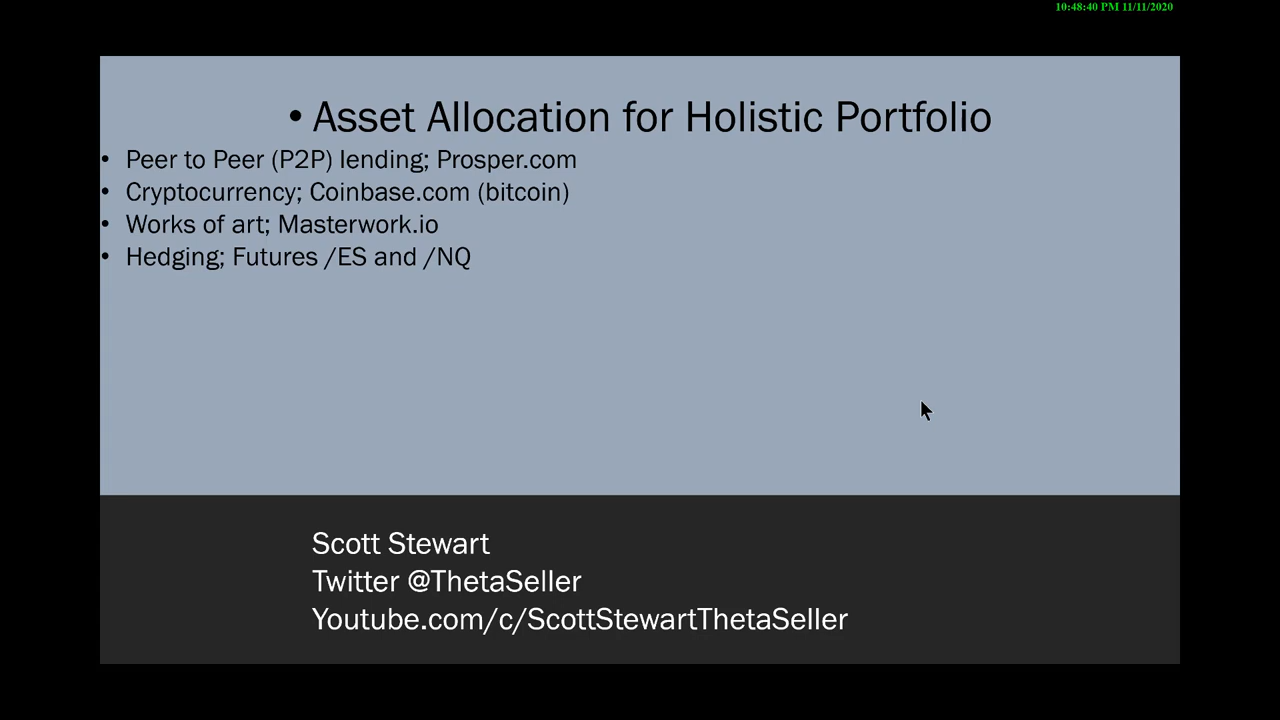 10:48:40 PM 11/11/2020
• Asset Allocation for Holistic Portfolio
• Peer to Peer (P2P) lending; Prosper.com
• Cryptocurrency; Coinbase.com (bitcoin)
• Works of art; Masterwork.io
• Hedging; Futures /ES and /NQ
Scott Stewart
Twitter @ThetaSeller
Youtube.com/c/ScottStewartThetaSeller